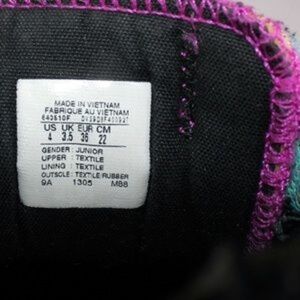 MADE IN VIETNAM
FABRIQUE AU VIETNAM
640510F
US UK EUR CM
4 3.5 36 22
GENDER : JUNIOR
UPPER : TEXTILE
LINING : TEXTILE
OUTSOLE : TEXTILE/RUBBER
9A 1305 M88